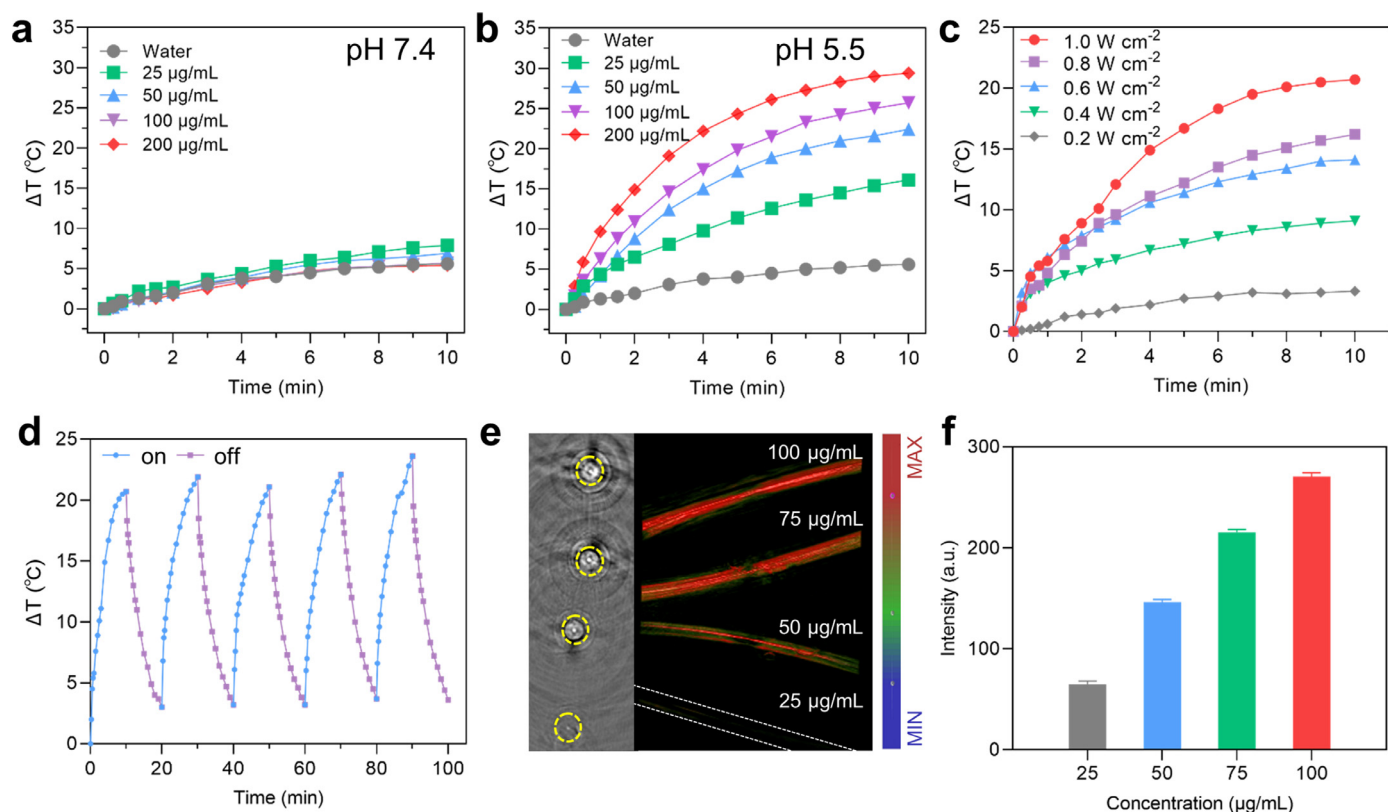 a
pH 7.4
35
30
25
20
15
10
5
0
ΔT (°C)
Water
25 µg/mL
50 µg/mL
100 µg/mL
200 µg/mL
0 2 4 6 8 10
Time (min)
b
pH 5.5
35
30
25
20
15
10
5
0
ΔT (°C)
Water
25 µg/mL
50 µg/mL
100 µg/mL
200 µg/mL
0 2 4 6 8 10
Time (min)
c
25
20
15
10
5
0
ΔT (°C)
1.0 W cm⁻²
0.8 W cm⁻²
0.6 W cm⁻²
0.4 W cm⁻²
0.2 W cm⁻²
0 2 4 6 8 10
Time (min)
d
25
20
15
10
5
0
ΔT (°C)
on off
0 20 40 60 80 100
Time (min)
e
100 µg/mL
75 µg/mL
50 µg/mL
25 µg/mL
MAX
MIN
f
300
200
100
0
Intensity (a.u.)
25 50 75 100
Concentration (µg/mL)